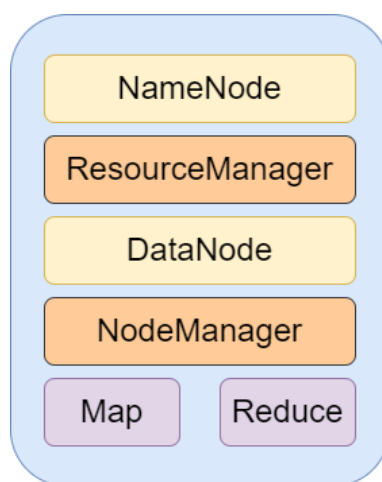 NameNode
ResourceManager
DataNode
NodeManager
Map Reduce